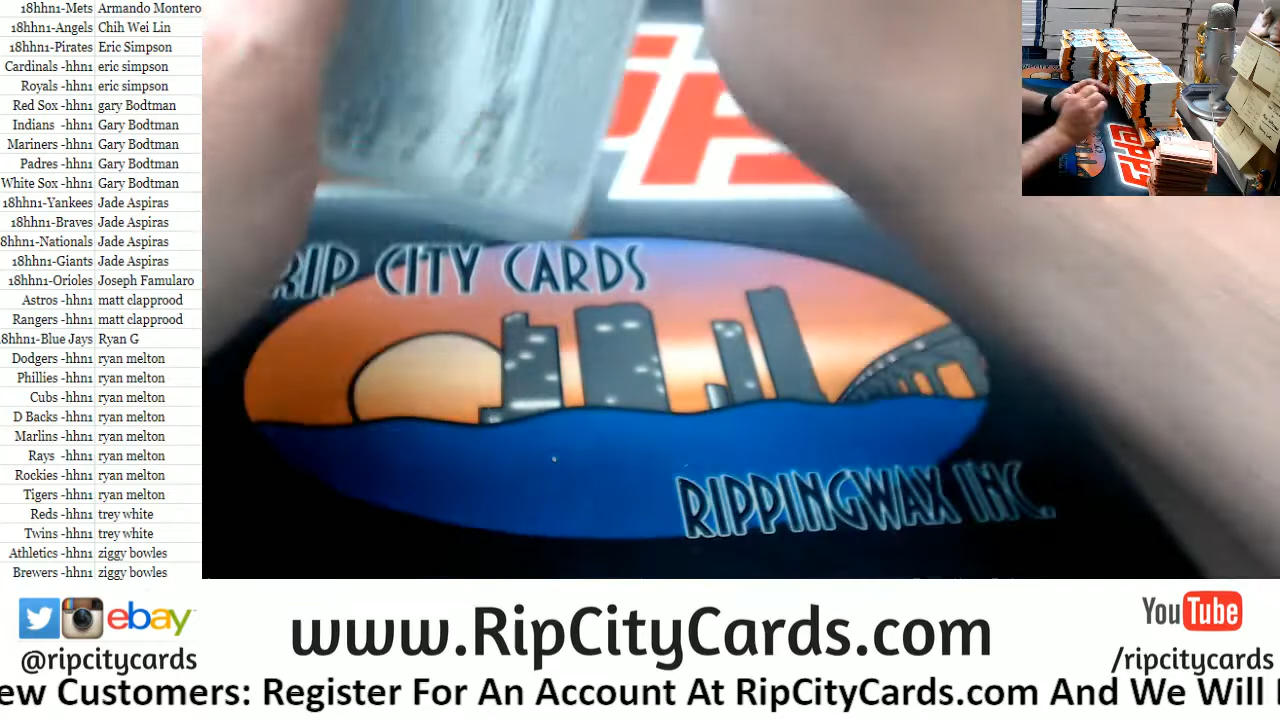 18hhn1-Mets Armando Montero
18hhn1-Angels Chih Wei Lin
18hhn1-Pirates Eric Simpson
Cardinals -hhn1 eric simpson
Royals -hhn1 eric simpson
Red Sox -hhn1 gary Bodtman
Indians -hhn1 Gary Bodtman
Mariners -hhn1 Gary Bodtman
Padres -hhn1 Gary Bodtman
White Sox -hhn1 Gary Bodtman
18hhn1-Yankees Jade Aspiras
18hhn1-Braves Jade Aspiras
8hhn1-Nationals Jade Aspiras
18hhn1-Giants Jade Aspiras
18hhn1-Orioles Joseph Famularo
Astros -hhn1 matt clapprood
Rangers -hhn1 matt clapprood
8hhn1-Blue Jays Ryan G
Dodgers -hhn1 ryan melton
Phillies -hhn1 ryan melton
Cubs -hhn1 ryan melton
D Backs -hhn1 ryan melton
Marlins -hhn1 ryan melton
Rays -hhn1 ryan melton
Rockies -hhn1 ryan melton
Tigers -hhn1 ryan melton
Reds -hhn1 trey white
Twins -hhn1 trey white
Athletics -hhn1 ziggy bowles
Brewers -hhn1 ziggy bowles
RIP CITY CARDS
RIPPINGWAX INC.
Topps
ebay
@ripcitycards
www.RipCityCards.com
YouTube
/ripcitycards
ew Customers: Register For An Account At RipCityCards.com And We Will